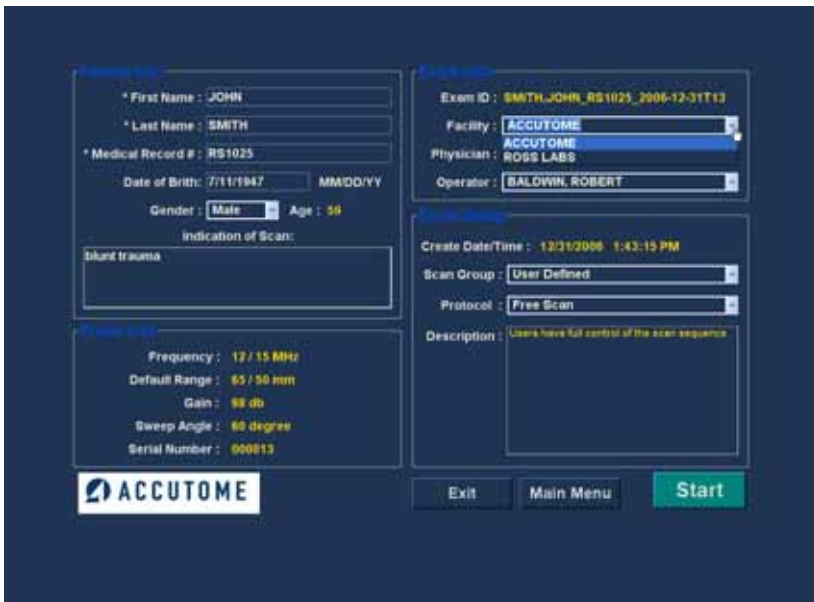 * First Name : JOHN
* Last Name : SMITH
* Medical Record # : RS1025
Date of Brith: 7/11/1947 MM/DD/YY
Gender : Male Age : 59
Indication of Scan:
blunt trauma
Frequency : 12 / 15 MHz
Default Range : 65 / 50 mm
Gain : 98 db
Sweep Angle : 60 degree
Serial Number : 000013
ACCUTOME
Exam ID : SMITH.JOHN_RS1025_2006-12-31T13
Facility : ACCUTOME
ACCUTOME
Physician : ROSS LABS
Operator : BALDWIN, ROBERT
Create Date/Time : 12/31/2006 1:43:15 PM
Scan Group : User Defined
Protocol : Free Scan
Description : Users have full control of the scan sequence
Exit Main Menu Start